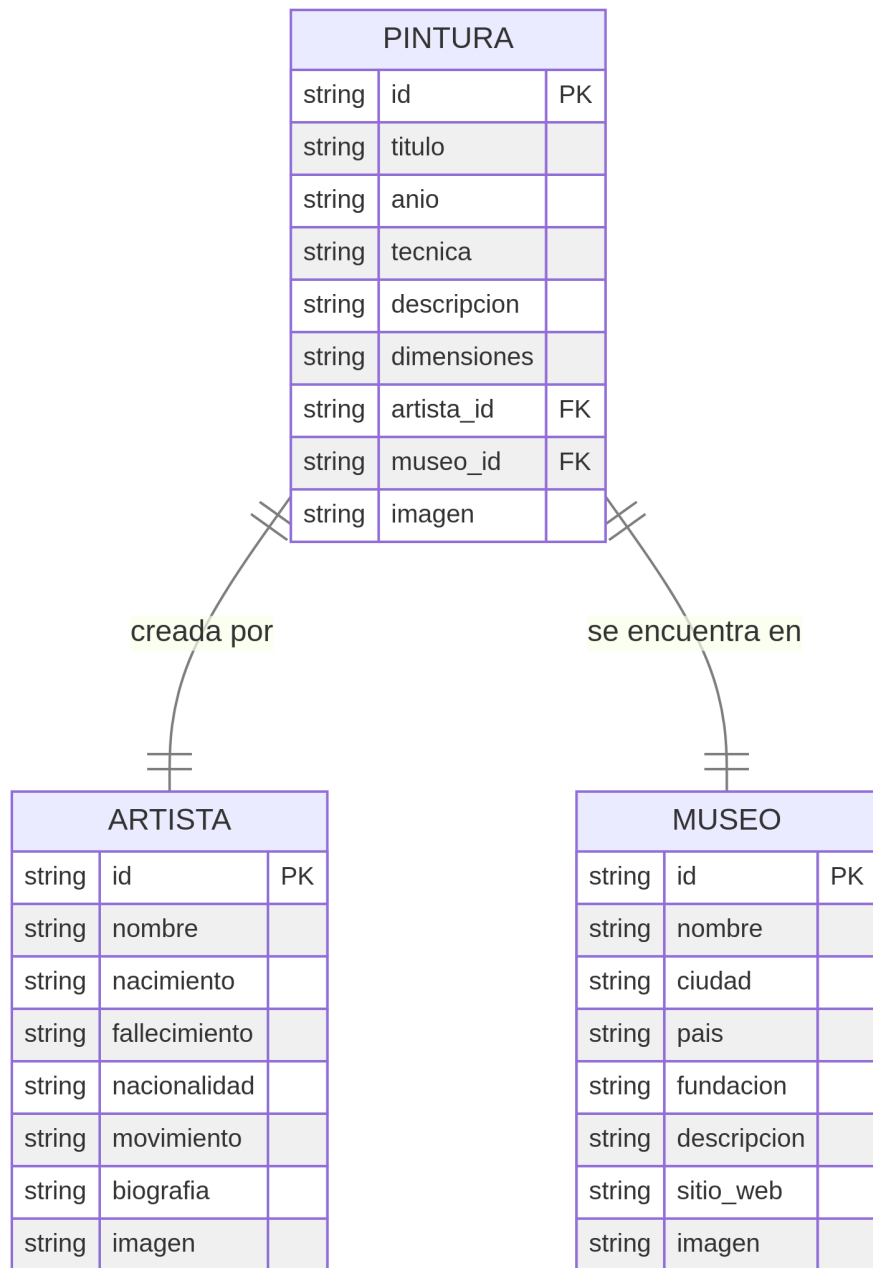 PINTURA
string id PK
string titulo
string anio
string tecnica
string descripcion
string dimensiones
string artista_id FK
string museo_id FK
string imagen
creada por
se encuentra en
ARTISTA
string id PK
string nombre
string nacimiento
string fallecimiento
string nacionalidad
string movimiento
string biografia
string imagen
MUSEO
string id PK
string nombre
string ciudad
string pais
string fundacion
string descripcion
string sitio_web
string imagen